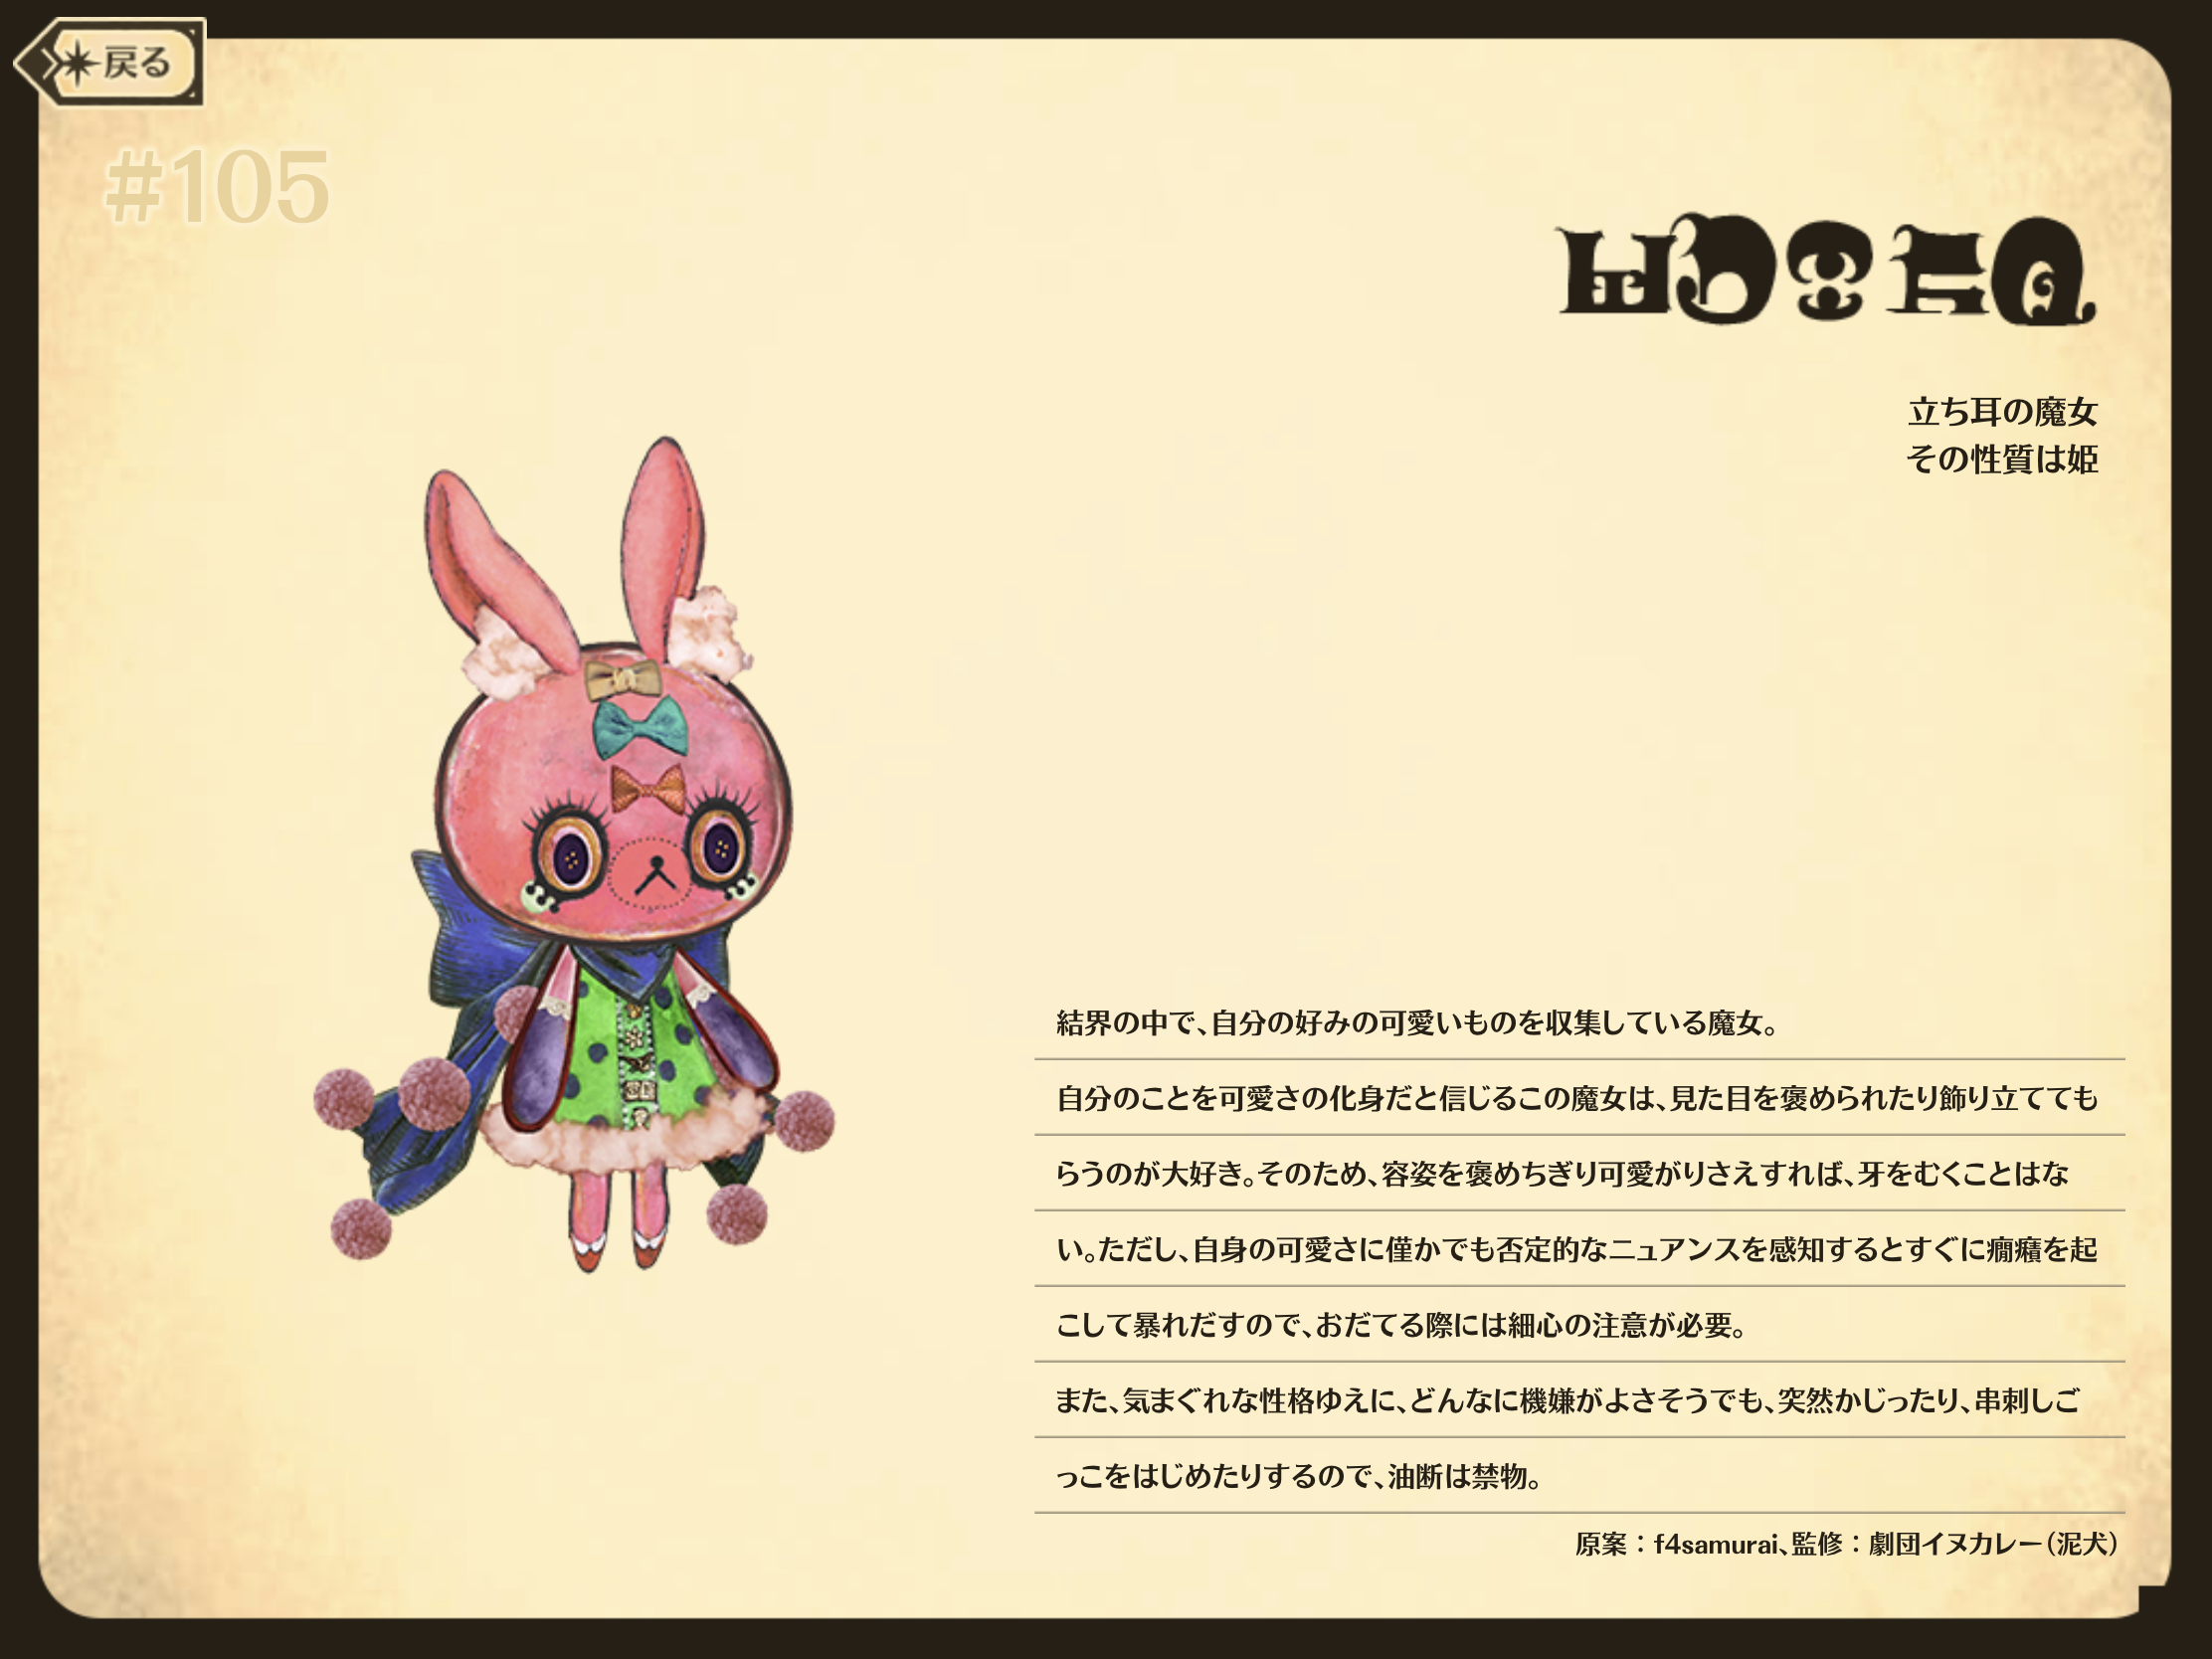 戻る
#105
立ち耳の魔女
その性質は姫
結界の中で、自分の好みの可愛いものを収集している魔女。
自分のことを可愛さの化身だと信じるこの魔女は、見た目を褒められたり飾り立てても
らうのが大好き。そのため、容姿を褒めちぎり可愛がりさえすれば、牙をむくことはな
い。ただし、自身の可愛さに僅かでも否定的なニュアンスを感知するとすぐに癇癪を起
こして暴れだすので、おだてる際には細心の注意が必要。
また、気まぐれな性格ゆえに、どんなに機嫌がよさそうでも、突然かじったり、串刺しご
っこをはじめたりするので、油断は禁物。
原案：f4samurai、監修：劇団イヌカレー（泥犬）